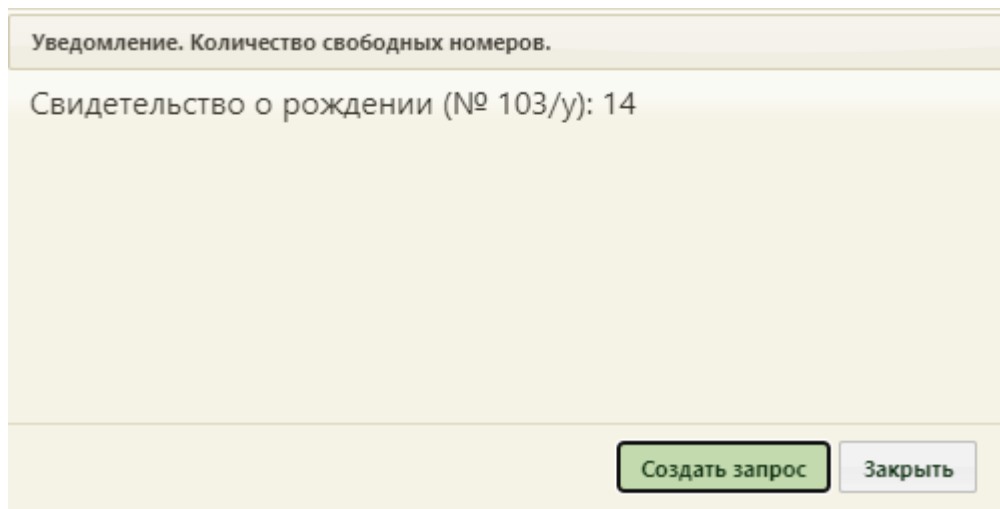 Уведомление. Количество свободных номеров.
Свидетельство о рождении (№ 103/у): 14
Создать запрос
Закрыть